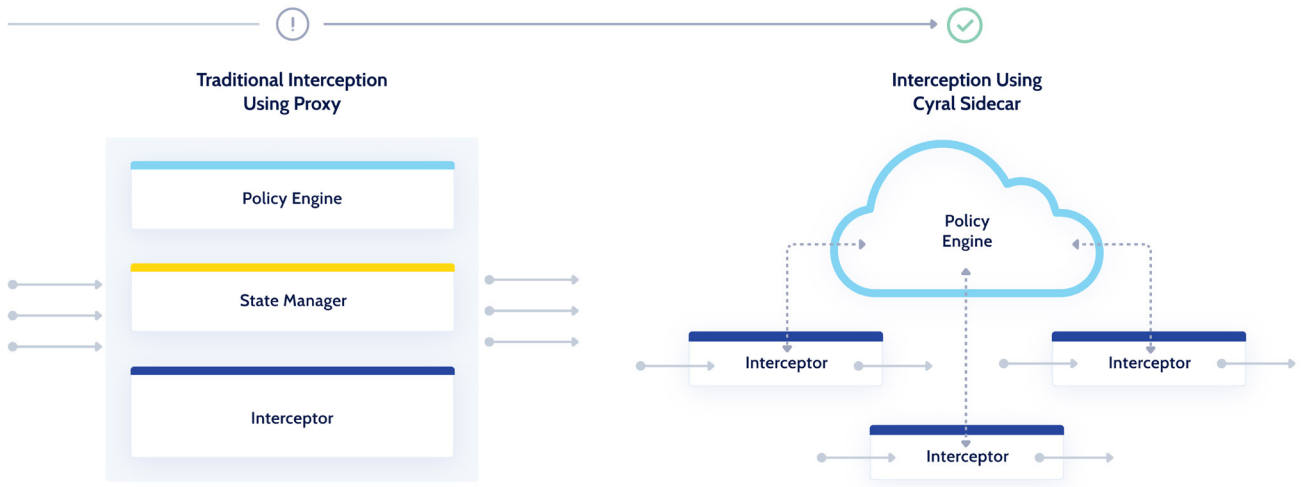 Traditional Interception
Using Proxy
Policy Engine
State Manager
Interceptor
Interception Using
Cyral Sidecar
Policy
Engine
Interceptor
Interceptor
Interceptor